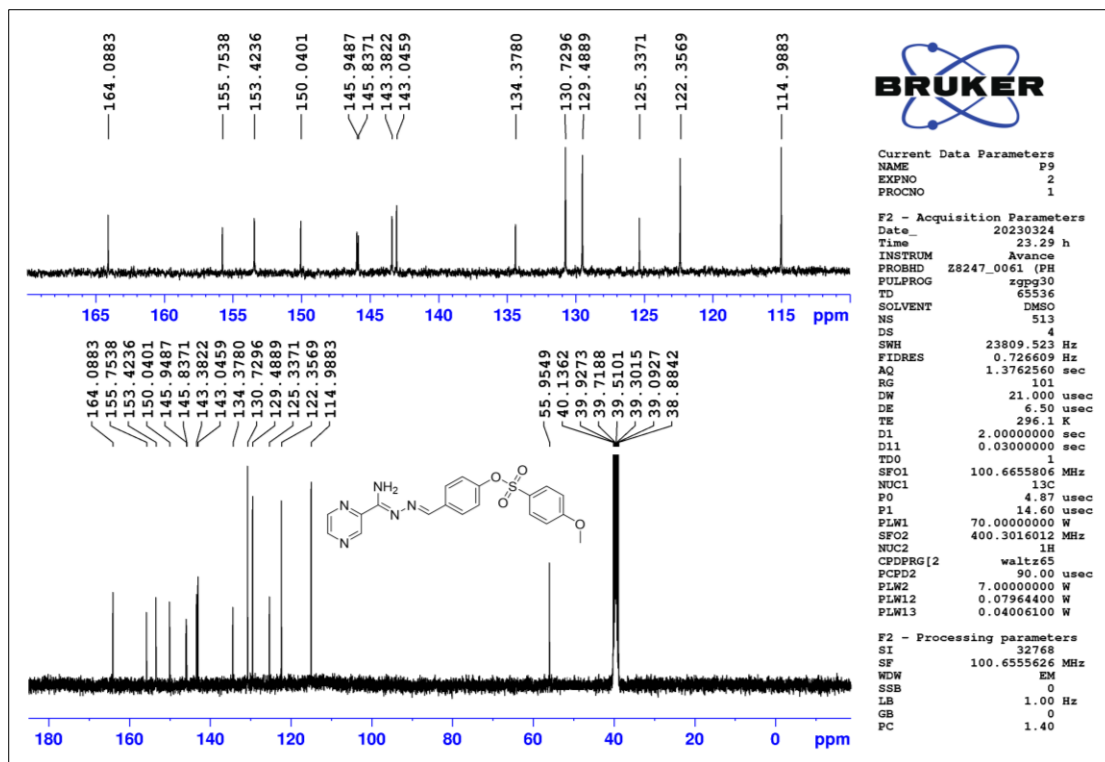 164.0883
155.7538
153.4236
150.0401
145.9487
145.8371
143.3822
143.0459
134.3780
130.7296
129.4889
125.3371
122.3569
114.9883
165 160 155 150 145 140 135 130 125 120 115 ppm
164.0883
155.7538
153.4236
150.0401
145.9487
145.8371
143.3822
143.0459
134.3780
130.7296
129.4889
125.3371
122.3569
114.9883
55.9549
40.1362
39.9273
39.7188
39.5101
39.3015
39.0927
38.8842
NH2
N
N
N
N
O
S
O
O
O
180 160 140 120 100 80 60 40 20 0 ppm
BRUKER
Current Data Parameters
NAME P9
EXPNO 2
PROCNO 1
F2 - Acquisition Parameters
Date_ 20230324
Time 23.29 h
INSTRUM Avance
PROBHD Z8247_0061 (PH
PULPROG zgpg30
TD 65536
SOLVENT DMSO
NS 513
DS 4
SWH 23809.523 Hz
FIDRES 0.726609 Hz
AQ 1.3762560 sec
RG 101
DW 21.000 usec
DE 6.50 usec
TE 296.1 K
D1 2.00000000 sec
D11 0.03000000 sec
TD0 1
SFO1 100.6655806 MHz
NUC1 13C
P0 4.87 usec
P1 14.60 usec
PLW1 70.00000000 W
SFO2 400.3016012 MHz
NUC2 1H
CPDPRG[2 waltz65
PCPD2 90.00 usec
PLW2 7.00000000 W
PLW12 0.07964400 W
PLW13 0.04006100 W
F2 - Processing parameters
SI 32768
SF 100.6555626 MHz
WDW EM
SSB 0
LB 1.00 Hz
GB 0
PC 1.40